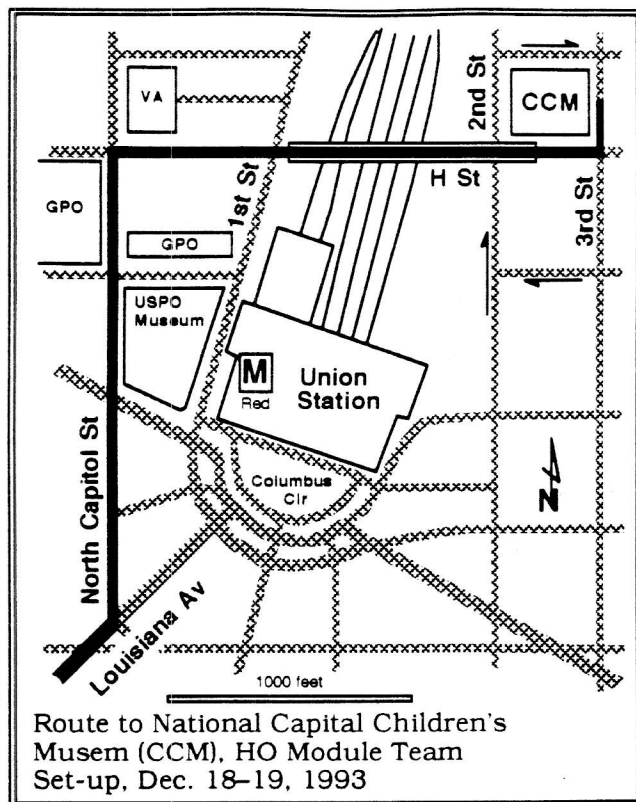 VA
2nd St
CCM
H St
GPO
1st St
3rd St
GPO
USPO
Museum
M
Red
Union
Station
North Capitol St
Columbus
Cir
N
Louisiana Av
1000 feet
Route to National Capital Children's
Musem (CCM), HO Module Team
Set-up, Dec. 18–19, 1993